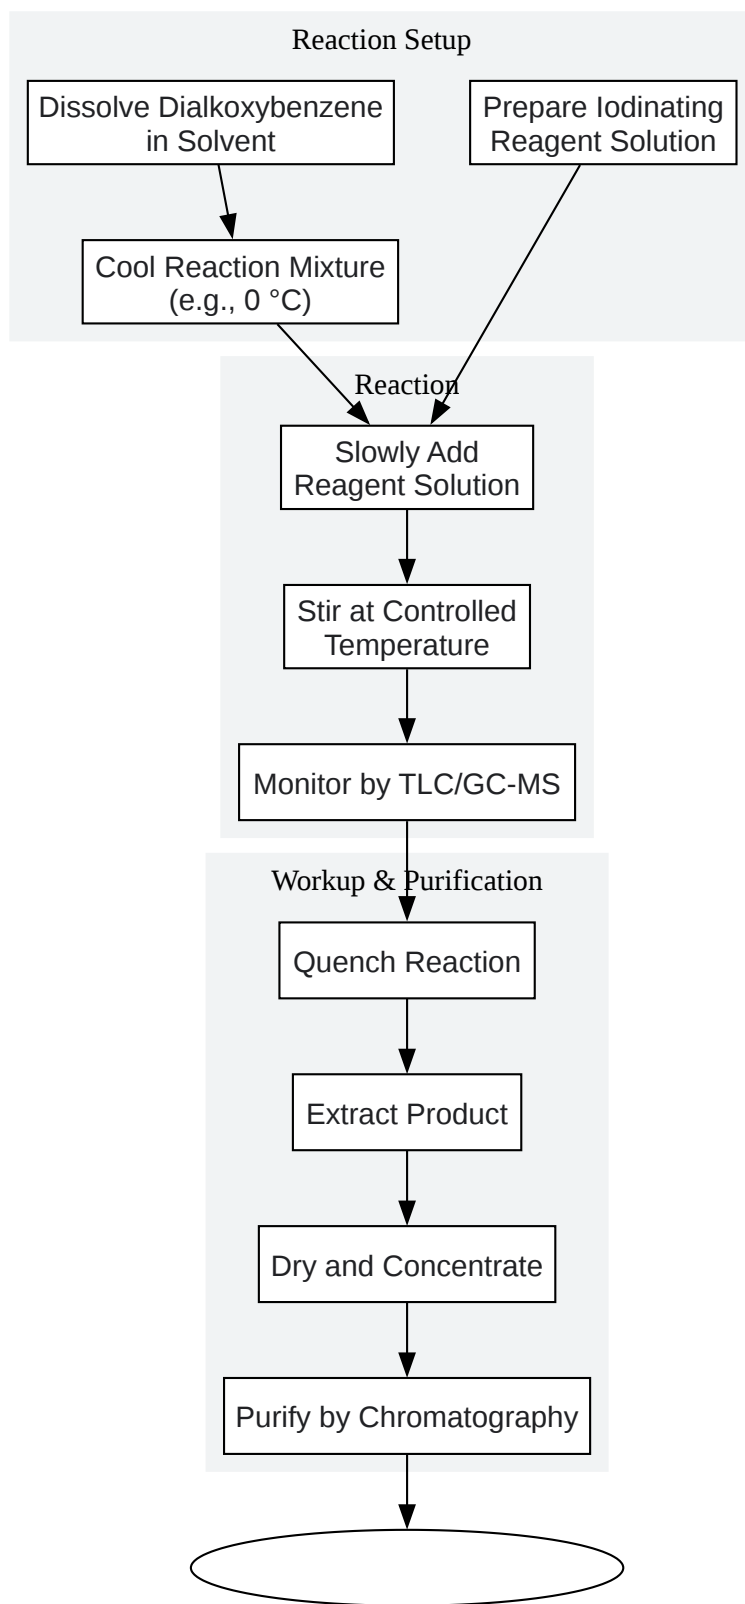 Reaction Setup
Dissolve Dialkoxybenzene
in Solvent
Prepare Iodinating
Reagent Solution
Cool Reaction Mixture
(e.g., 0 °C)
Reaction
Slowly Add
Reagent Solution
Stir at Controlled
Temperature
Monitor by TLC/GC-MS
Workup & Purification
Quench Reaction
Extract Product
Dry and Concentrate
Purify by Chromatography